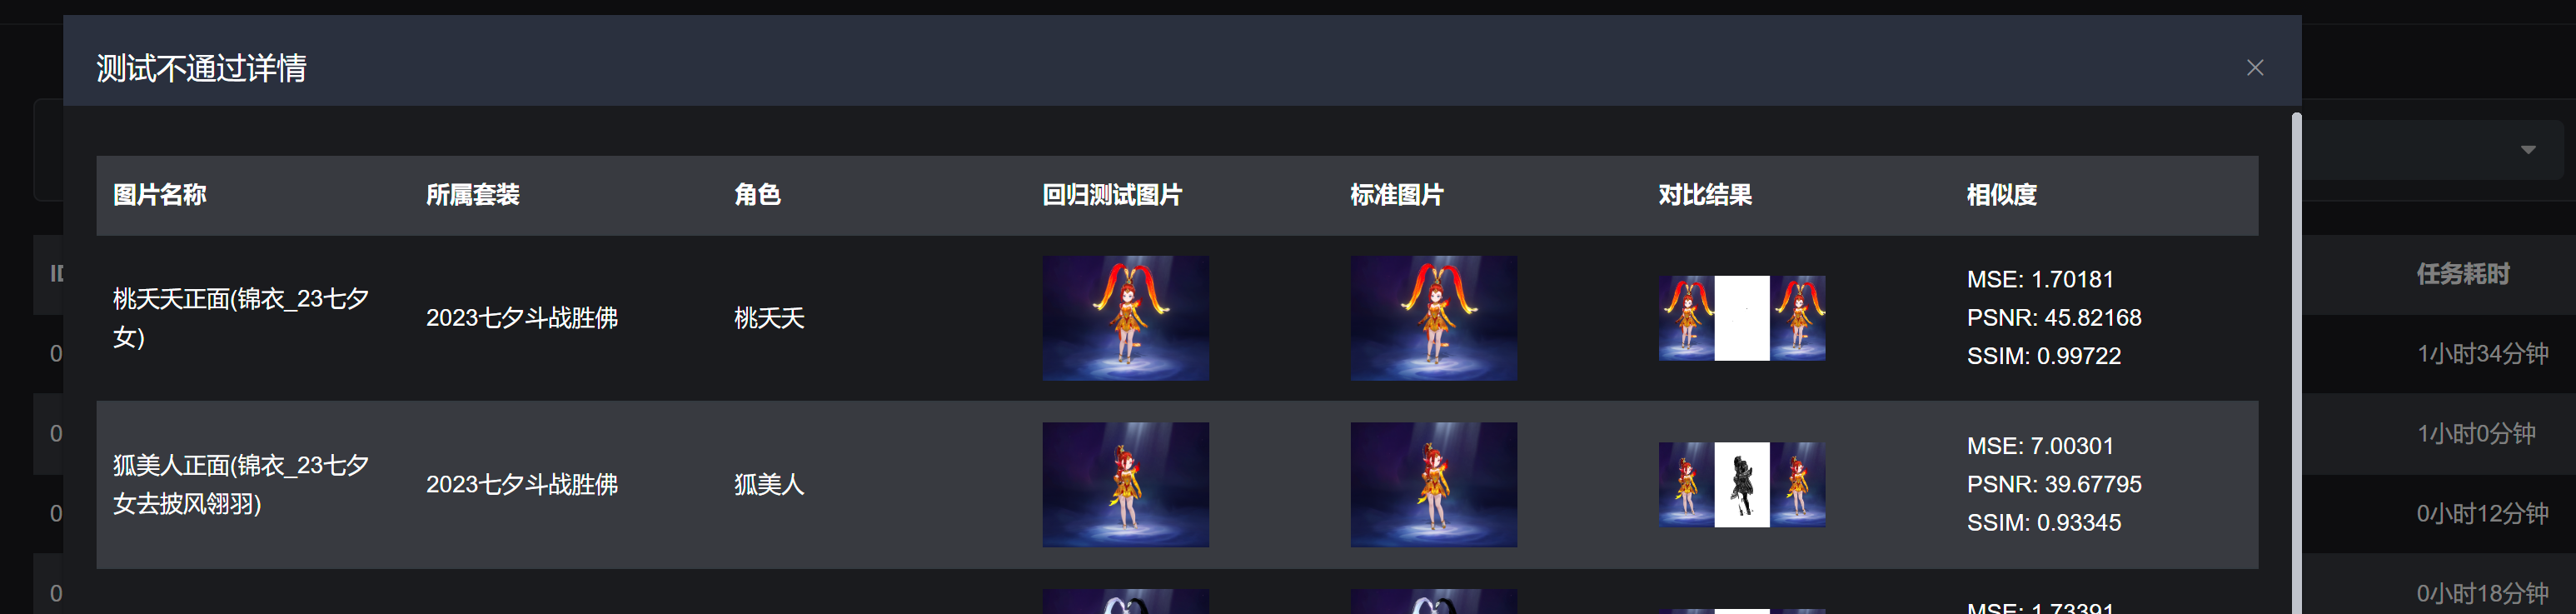 测试不通过详情
图片名称 所属套装 角色 回归测试图片 标准图片 对比结果 相似度
ID
任务耗时
桃夭夭正面(锦衣_23七夕
女)
2023七夕斗战胜佛
桃夭夭
MSE: 1.70181
PSNR: 45.82168
SSIM: 0.99722
0
1小时34分钟
0
1小时0分钟
狐美人正面(锦衣_23七夕
女去披风翎羽)
2023七夕斗战胜佛
狐美人
MSE: 7.00301
PSNR: 39.67795
SSIM: 0.93345
0
0小时12分钟
0
0小时18分钟
MSE: 1.73391